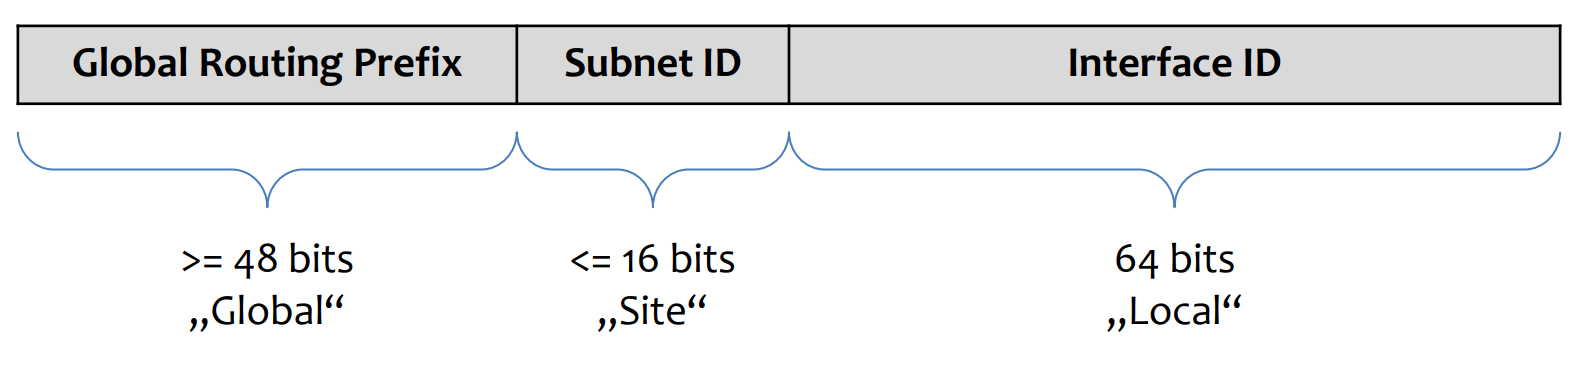 Global Routing Prefix Subnet ID Interface ID
>= 48 bits <= 16 bits 64 bits
„Global“ „Site“ „Local“